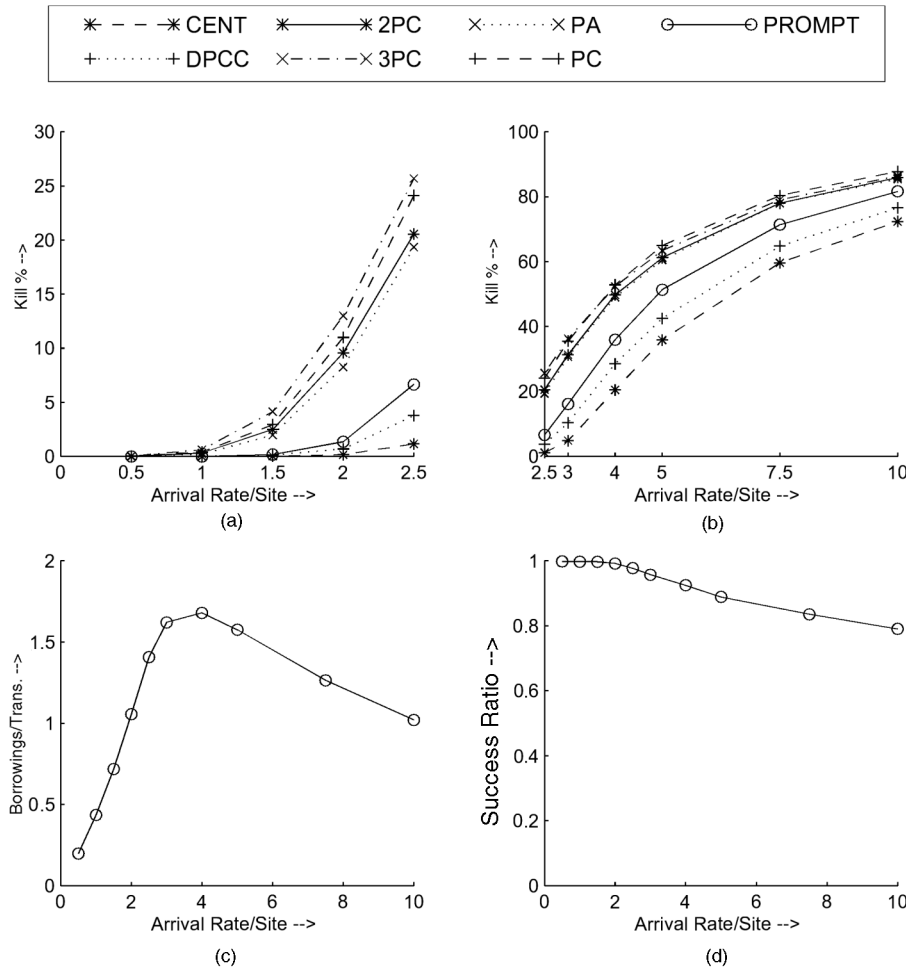 CENT 2PC PA PROMPT
DPCC 3PC PC
30
25
20
15
10
5
0
Kill % -->
0 0.5 1 1.5 2 2.5
Arrival Rate/Site -->
(a)
100
80
60
40
20
0
Kill % -->
2.5 3 4 5 7.5 10
Arrival Rate/Site -->
(b)
2
1.5
1
0.5
0
Borrowings/Trans. -->
0 2 4 6 8 10
Arrival Rate/Site -->
(c)
1
0.8
0.6
0.4
0.2
0
Success Ratio -->
0 2 4 6 8 10
Arrival Rate/Site -->
(d)